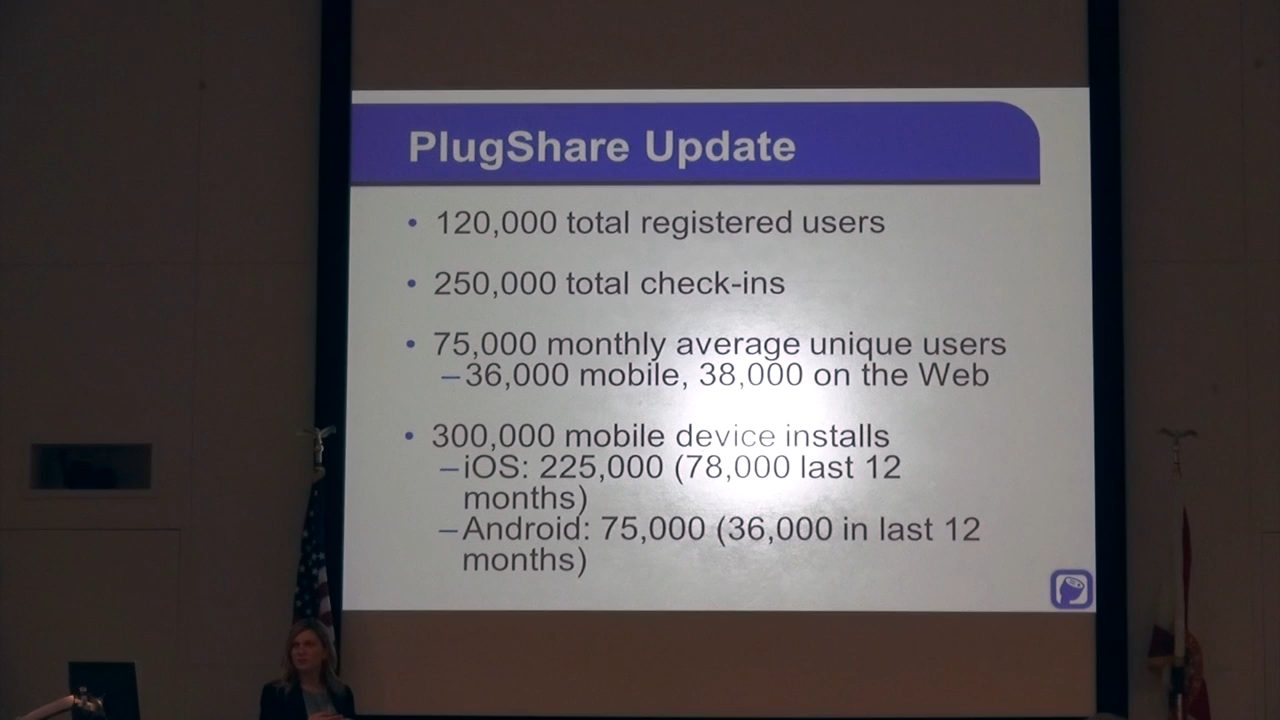 PlugShare Update
• 120,000 total registered users
• 250,000 total check-ins
• 75,000 monthly average unique users
–36,000 mobile, 38,000 on the Web
• 300,000 mobile device installs
–iOS: 225,000 (78,000 last 12
months)
–Android: 75,000 (36,000 in last 12
months)